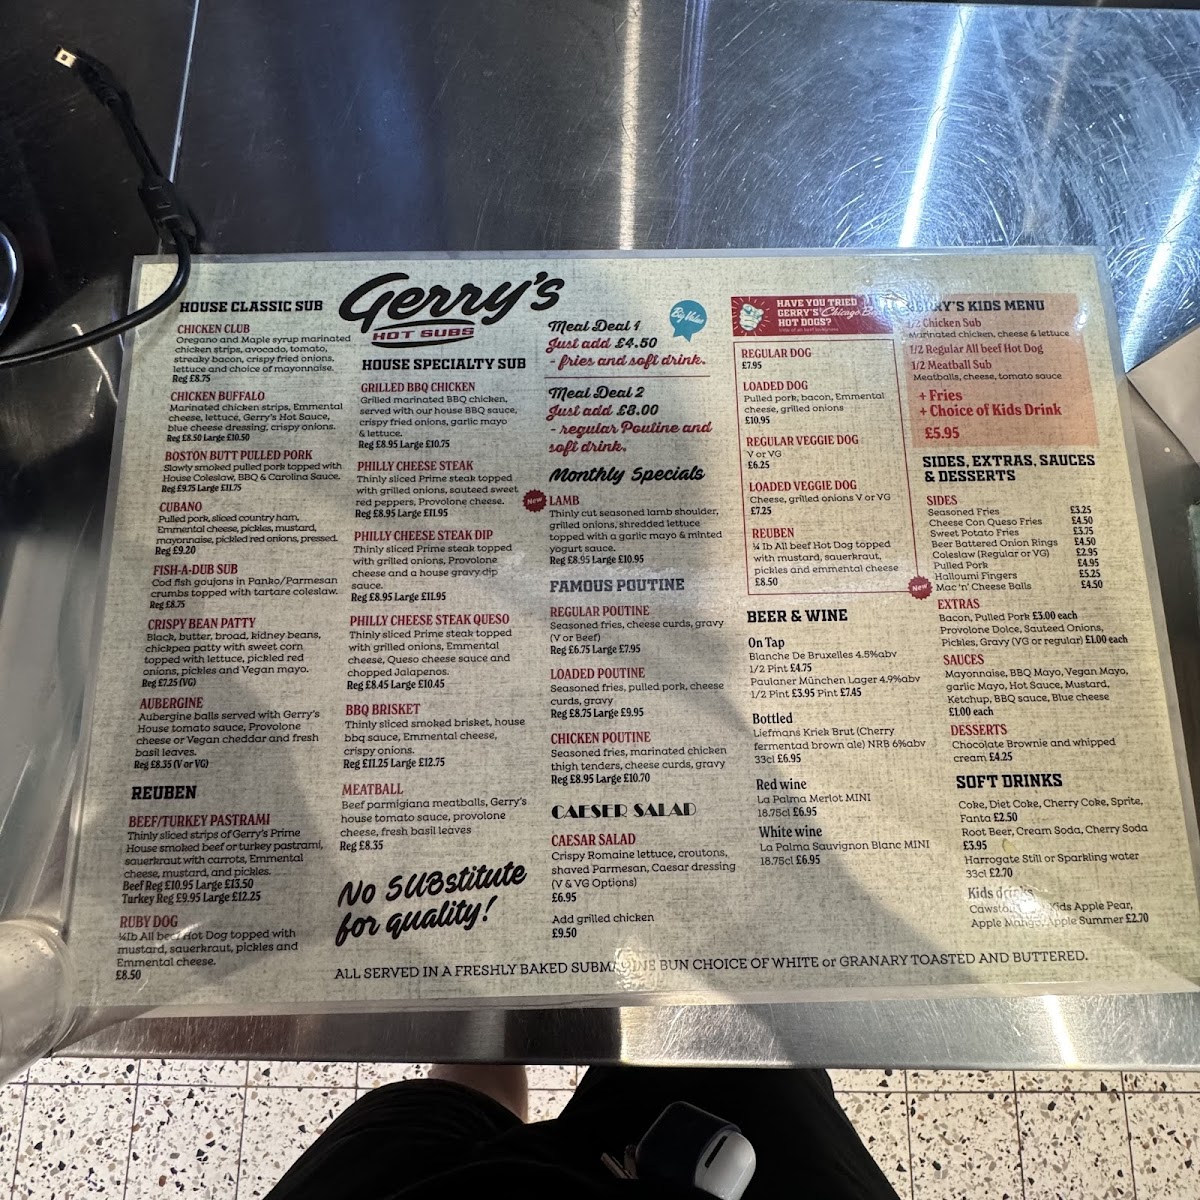 Gerry's
HOT SUBS
HOUSE CLASSIC SUB
CHICKEN CLUB
Oregano and Maple syrup marinated
chicken strips, avocado, tomato,
streaky bacon, crispy fried onions,
lettuce and choice of mayonnaise.
Reg £8.75
CHICKEN BUFFALO
Marinated chicken strips, Emmental
cheese, lettuce, Gerry's Hot Sauce,
blue cheese dressing, crispy onions.
Reg £8.50 Large £10.50
BOSTON BUTT PULLED PORK
Slowly smoked pulled pork topped with
House Coleslaw, BBQ & Carolina Sauce.
Reg £9.75 Large £11.75
CUBANO
Pulled pork, sliced country ham,
Emmental cheese, pickles, mustard,
mayonnaise, pickled red onions, pressed.
Reg £9.20
FISH-A-DUB SUB
Cod fish goujons in Panko/Parmesan
crumbs topped with tartare coleslaw.
Reg £8.75
CRISPY BEAN PATTY
Black, butter, broad, kidney beans,
chickpea patty with sweet corn
topped with lettuce, pickled red
onions, pickles and Vegan mayo.
Reg £7.25 (VG)
AUBERGINE
Aubergine balls served with Gerry's
House tomato sauce, Provolone
cheese or Vegan cheddar and fresh
basil leaves.
Reg £8.35 (V or VG)
REUBEN
BEEF/TURKEY PASTRAMI
Thinly sliced strips of Gerry's Prime
House smoked beef or turkey pastrami,
sauerkraut with carrots, Emmental
cheese, mustard, and pickles.
Beef Reg £10.95 Large £13.50
Turkey Reg £9.95 Large £12.25
RUBY DOG
¼lb All beef Hot Dog topped with
mustard, sauerkraut, pickles and
Emmental cheese.
£8.50
HOUSE SPECIALTY SUB
GRILLED BBQ CHICKEN
Grilled marinated BBQ chicken,
served with our house BBQ sauce,
crispy fried onions, garlic mayo
& lettuce.
Reg £8.95 Large £10.75
PHILLY CHEESE STEAK
Thinly sliced Prime steak topped
with grilled onions, sauteed sweet
red peppers, Provolone cheese.
Reg £8.95 Large £11.95
PHILLY CHEESE STEAK DIP
Thinly sliced Prime steak topped
with grilled onions, Provolone
cheese and a house gravy dip
sauce.
Reg £8.95 Large £11.95
PHILLY CHEESE STEAK QUESO
Thinly sliced Prime steak topped
with grilled onions, Emmental
cheese, Queso cheese sauce and
chopped Jalapenos.
Reg £8.45 Large £10.45
BBQ BRISKET
Thinly sliced smoked brisket, house
bbq sauce, Emmental cheese,
crispy onions.
Reg £11.25 Large £12.75
MEATBALL
Beef parmigiana meatballs, Gerry's
house tomato sauce, provolone
cheese, fresh basil leaves
Reg £8.35
No SUBstitute
for quality!
Big Value
Meal Deal 1
Just add £4.50
- fries and soft drink.
Meal Deal 2
Just add £8.00
- regular Poutine and
soft drink.
Monthly Specials
New
LAMB
Thinly cut seasoned lamb shoulder,
grilled onions, shredded lettuce
topped with a garlic mayo & minted
yogurt sauce.
Reg £8.95 Large £10.95
FAMOUS POUTINE
REGULAR POUTINE
Seasoned fries, cheese curds, gravy
(V or Beef)
Reg £6.75 Large £7.95
LOADED POUTINE
Seasoned fries, pulled pork, cheese
curds, gravy
Reg £8.75 Large £9.95
CHICKEN POUTINE
Seasoned fries, marinated chicken
thigh tenders, cheese curds, gravy
Reg £8.95 Large £10.70
CAESER SALAD
CAESAR SALAD
Crispy Romaine lettuce, croutons,
shaved Parmesan, Caesar dressing
(V & VG Options)
£6.95
Add grilled chicken
£9.50
HAVE YOU TRIED
GERRY'S Chicago
HOT DOGS?
REGULAR DOG
£7.95
LOADED DOG
Pulled pork, bacon, Emmental
cheese, grilled onions
£10.95
REGULAR VEGGIE DOG
V or VG
£6.25
LOADED VEGGIE DOG
Cheese, grilled onions V or VG
£7.25
REUBEN
¼ lb All beef Hot Dog topped
with mustard, sauerkraut,
pickles and emmental cheese
£8.50
BEER & WINE
On Tap
Blanche De Bruxelles 4.5%abv
1/2 Pint £4.75
Paulaner München Lager 4.9%abv
1/2 Pint £3.95 Pint £7.45
Bottled
Liefmans Kriek Brut (Cherry
fermentad brown ale) NRB 6%abv
33cl £6.95
Red wine
La Palma Merlot MINI
18.75cl £6.95
White wine
La Palma Sauvignon Blanc MINI
18.75cl £6.95
GERRY'S KIDS MENU
1/2 Chicken Sub
Marinated chicken, cheese & lettuce
1/2 Regular All beef Hot Dog
1/2 Meatball Sub
Meatballs, cheese, tomato sauce
+ Fries
+ Choice of Kids Drink
£5.95
SIDES, EXTRAS, SAUCES
& DESSERTS
SIDES
Seasoned Fries £3.25
Cheese Con Queso Fries £4.50
Sweet Potato Fries £3.75
Beer Battered Onion Rings £4.50
Coleslaw (Regular or VG) £2.95
Pulled Pork £4.95
Halloumi Fingers £5.25
New Mac 'n' Cheese Balls £4.50
EXTRAS
Bacon, Pulled Pork £3.00 each
Provolone Dolce, Sauteed Onions,
Pickles, Gravy (VG or regular) £1.00 each
SAUCES
Mayonnaise, BBQ Mayo, Vegan Mayo,
garlic Mayo, Hot Sauce, Mustard,
Ketchup, BBQ sauce, Blue cheese
£1.00 each
DESSERTS
Chocolate Brownie and whipped
cream £4.25
SOFT DRINKS
Coke, Diet Coke, Cherry Coke, Sprite,
Fanta £2.50
Root Beer, Cream Soda, Cherry Soda
£3.95
Harrogate Still or Sparkling water
33cl £2.70
Kids drinks
Kids Apple Pear,
Apple Mango, Apple Summer £2.70
ALL SERVED IN A FRESHLY BAKED SUBMARINE BUN CHOICE OF WHITE or GRANARY TOASTED AND BUTTERED.